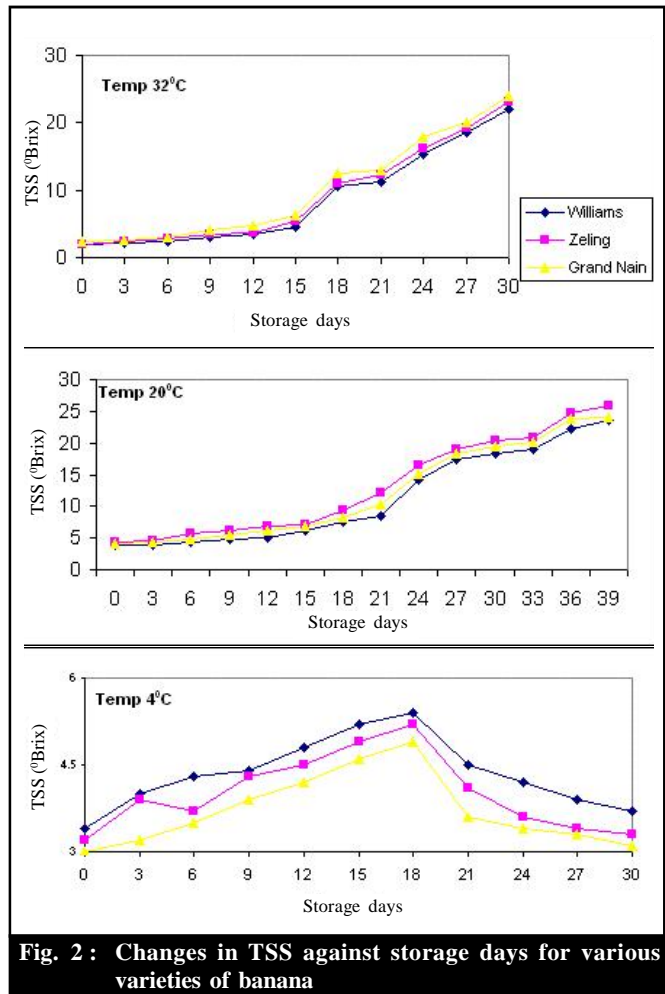 30
Temp 32⁰C
20
TSS (⁰Brix)
10
0
0 3 6 9 12 15 18 21 24 27 30
Storage days
Williams
Zeling
Grand Nain
30
Temp 20⁰C
25
20
TSS (⁰Brix)
15
10
5
0
0 3 6 9 12 15 18 21 24 27 30 33 36 39
Storage days
6
Temp 4⁰C
TSS (⁰Brix)
4.5
3
0 3 6 9 12 15 18 21 24 27 30
Storage days
Fig. 2 : Changes in TSS against storage days for various
varieties of banana